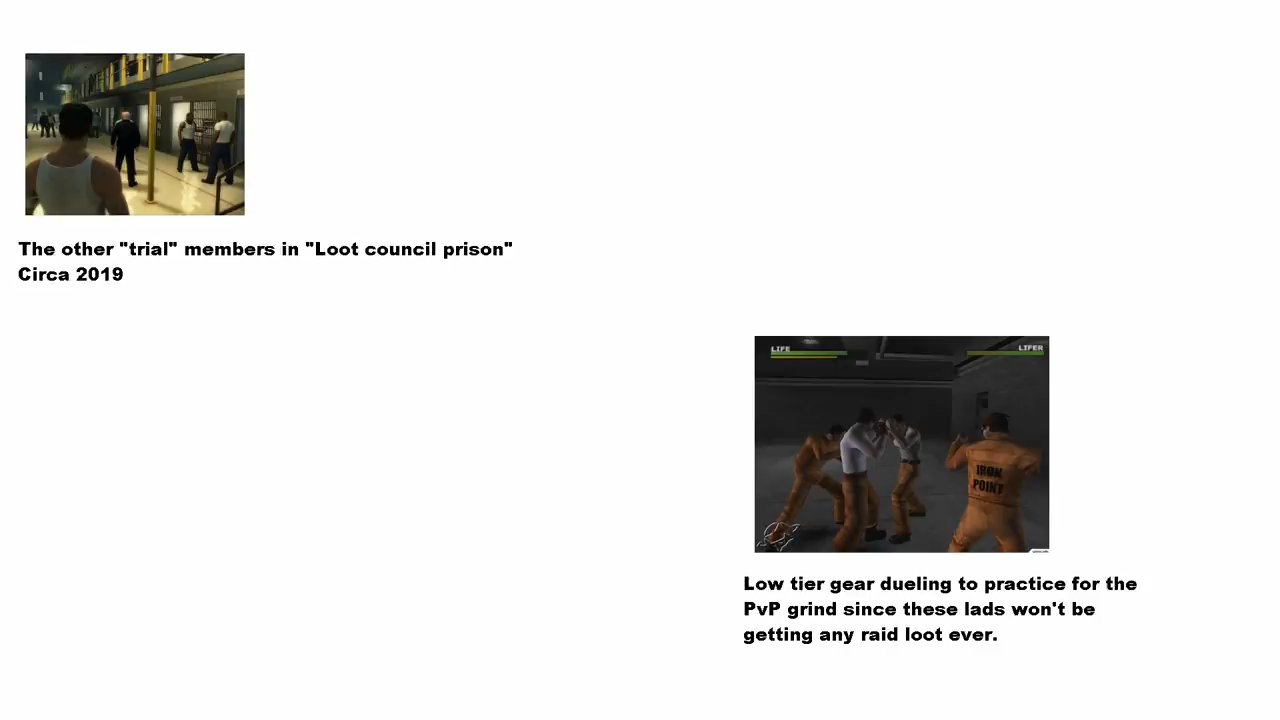 The other "trial" members in "Loot council prison"
Circa 2019
LIFE
LIFER
IRON
POINT
Low tier gear dueling to practice for the
PvP grind since these lads won't be
getting any raid loot ever.